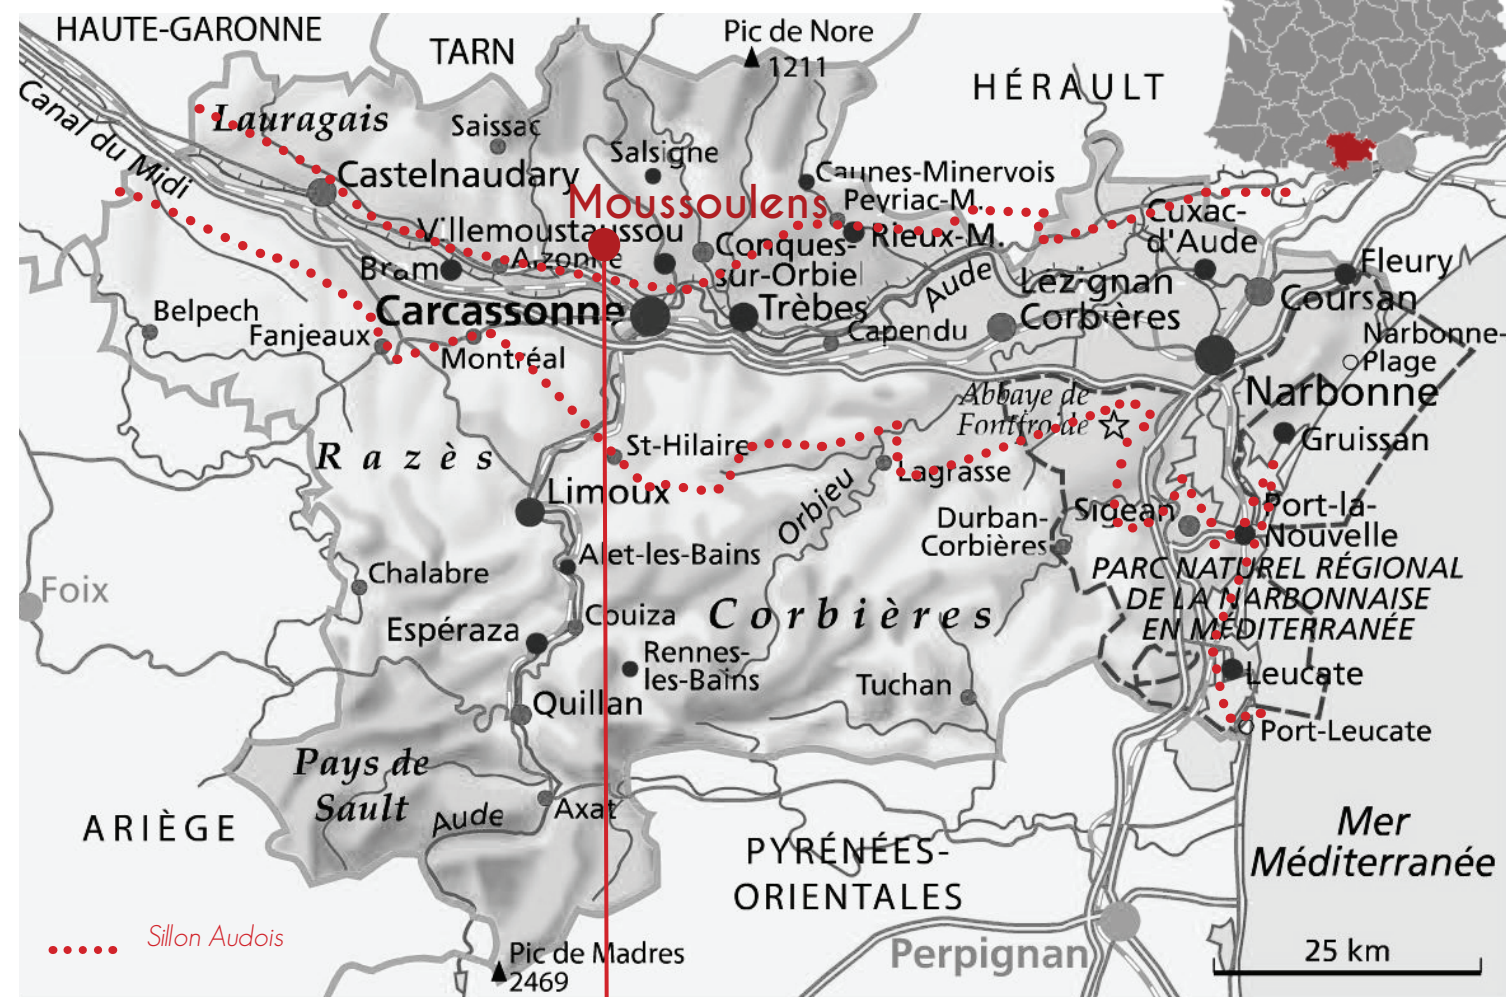 HAUTE-GARONNE
TARN
Pic de Nore
1211
HÉRAULT
Canal du Midi
Lauragais
Saissac
Salsigne
Castelnaudary
Caunes-Minervois
Moussoulens
Peyriac-M.
Villemoustaussou
Cuxac-
d'Aude
Conques-
sur-Orbiel
Rieux-M.
Bram
Alzonne
Aude
Lézignan
Corbières
Fleury
Coursan
Belpech
Carcassonne
Trèbes
Fanjeaux
Montréal
Capendu
Narbonne-
Plage
Abbaye de
Fontfroide
Narbonne
Razès
St-Hilaire
Gruissan
Lagrasse
Limoux
Orbieu
Sigean
Port-la-
Nouvelle
Durban-
Corbières
Alet-les-Bains
PARC NATUREL RÉGIONAL
DE LA NARBONNAISE
EN MÉDITERRANÉE
Foix
Chalabre
Couiza
Corbières
Espéraza
Rennes-
les-Bains
Leucate
Tuchan
Quillan
Port-Leucate
Pays de
Sault
Aude
Axat
ARIÈGE
Mer
Méditerranée
PYRÉNÉES-
ORIENTALES
Sillon Audois
Pic de Madres
2469
Perpignan
25 km